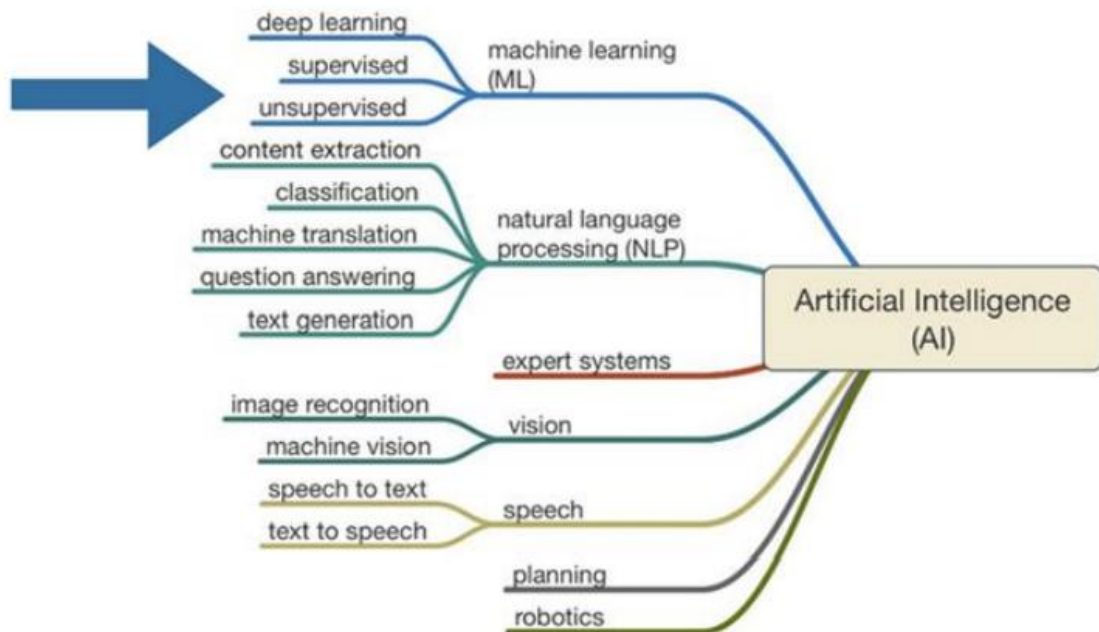 deep learning
supervised
unsupervised
machine learning
(ML)
content extraction
classification
machine translation
question answering
text generation
natural language
processing (NLP)
Artificial Intelligence
(AI)
expert systems
image recognition
machine vision
vision
speech to text
text to speech
speech
planning
robotics